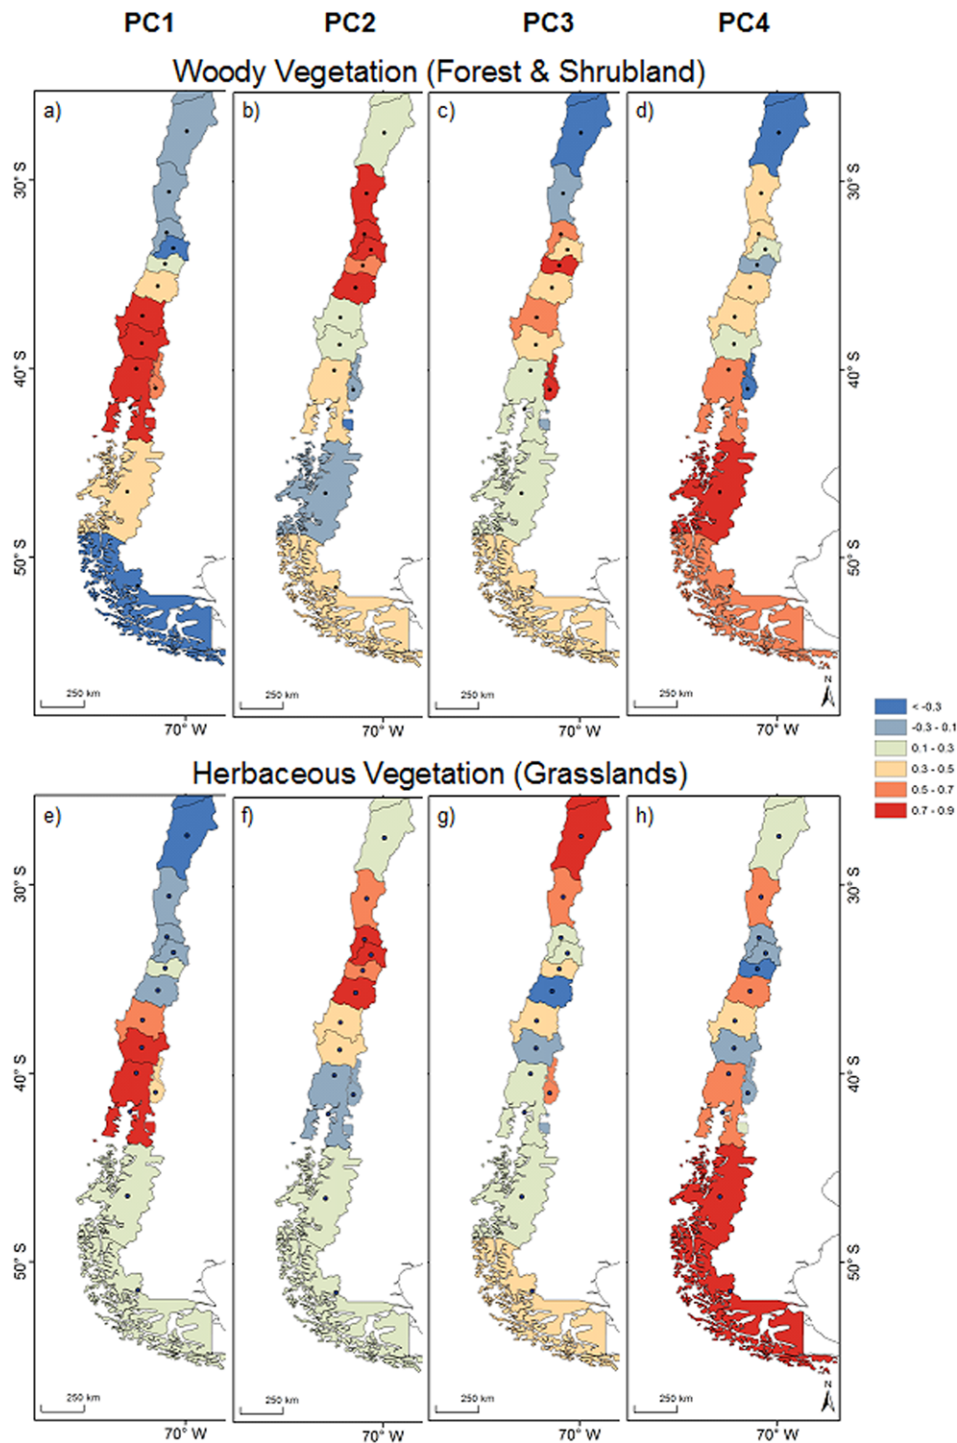 PC1 PC2 PC3 PC4
Woody Vegetation (Forest & Shrubland)
a) b) c) d)
30° S 30° S
40° S 40° S
50° S 50° S
N
250 km 250 km 250 km 250 km
70° W 70° W 70° W 70° W
< -0.3
-0.3 - 0.1
0.1 - 0.3
0.3 - 0.5
0.5 - 0.7
0.7 - 0.9
Herbaceous Vegetation (Grasslands)
e) f) g) h)
30° S 30° S
40° S 40° S
50° S 50° S
N
250 km 250 km 250 km 250 km
70° W 70° W 70° W 70° W